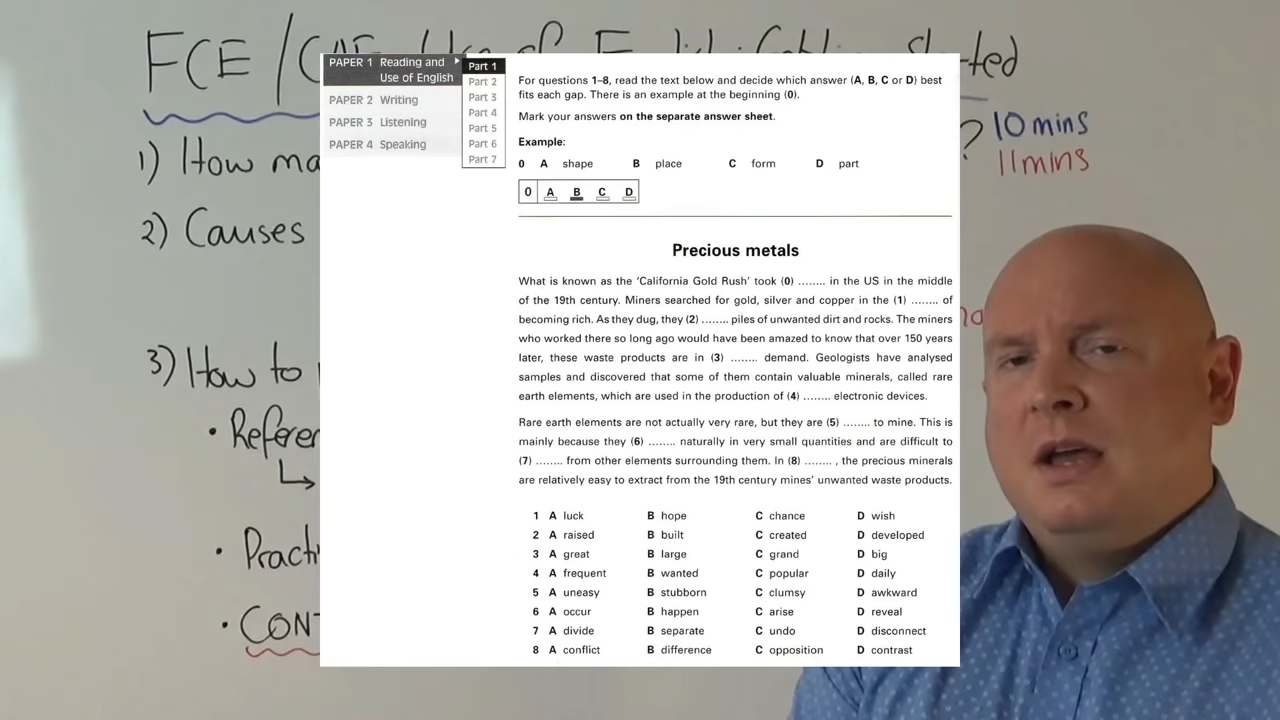 FCE/CAE Use of English: Getting Started
1) How ma
? 10 mins
11 mins
2) Causes
3) How to
• Refer
• Practi
• CONT
PAPER 1 Reading and
Use of English
PAPER 2 Writing
PAPER 3 Listening
PAPER 4 Speaking
Part 1
Part 2
Part 3
Part 4
Part 5
Part 6
Part 7
For questions 1–8, read the text below and decide which answer (A, B, C or D) best
fits each gap. There is an example at the beginning (0).
Mark your answers on the separate answer sheet.
Example:
0 A shape B place C form D part
0 A B C D
Precious metals
What is known as the 'California Gold Rush' took (0) ........ in the US in the middle
of the 19th century. Miners searched for gold, silver and copper in the (1) ........ of
becoming rich. As they dug, they (2) ........ piles of unwanted dirt and rocks. The miners
who worked there so long ago would have been amazed to know that over 150 years
later, these waste products are in (3) ........ demand. Geologists have analysed
samples and discovered that some of them contain valuable minerals, called rare
earth elements, which are used in the production of (4) ........ electronic devices.
Rare earth elements are not actually very rare, but they are (5) ........ to mine. This is
mainly because they (6) ........ naturally in very small quantities and are difficult to
(7) ........ from other elements surrounding them. In (8) ........ , the precious minerals
are relatively easy to extract from the 19th century mines' unwanted waste products.
1 A luck B hope C chance D wish
2 A raised B built C created D developed
3 A great B large C grand D big
4 A frequent B wanted C popular D daily
5 A uneasy B stubborn C clumsy D awkward
6 A occur B happen C arise D reveal
7 A divide B separate C undo D disconnect
8 A conflict B difference C opposition D contrast